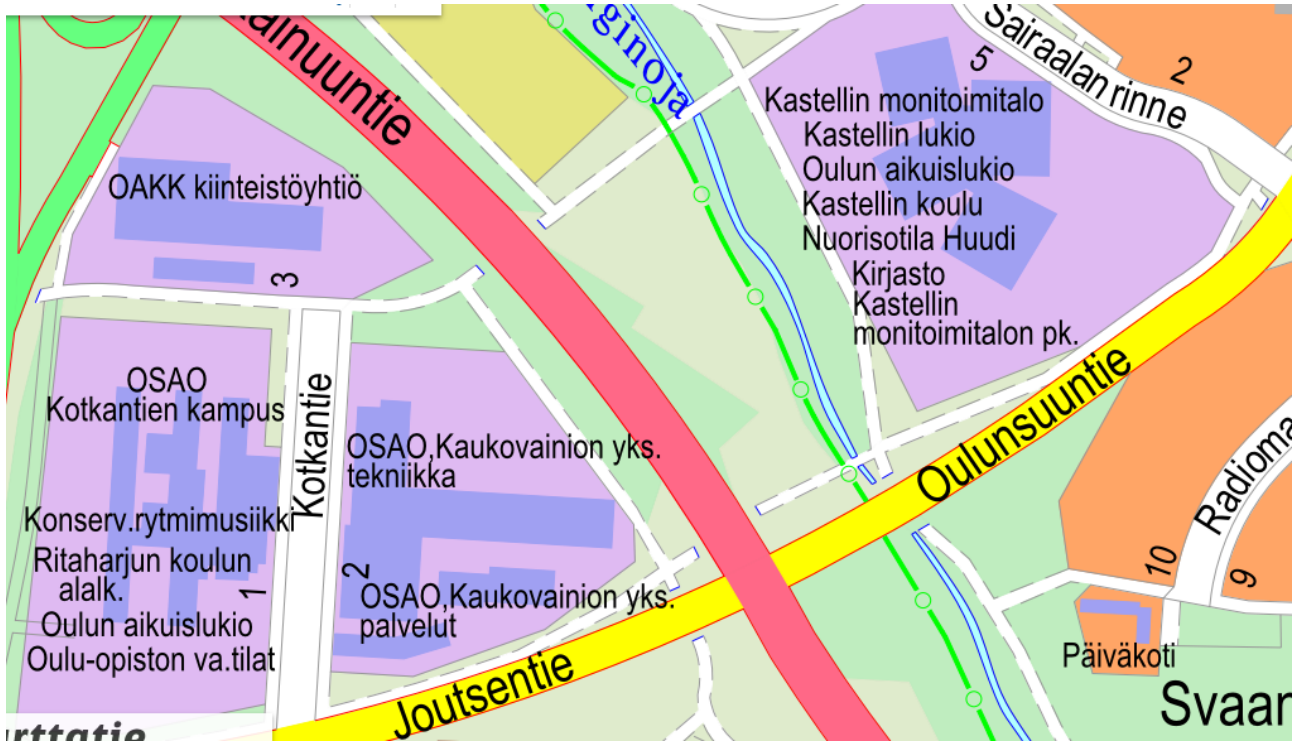 ginoja
Sairaalan rinne
5
2
Kastellin monitoimitalo
Kastellin lukio
Oulun aikuislukio
Kastellin koulu
Nuorisotila Huudi
Kirjasto
Kastellin
monitoimitalon pk.
OAKK kiinteistöyhtiö
3
OSAO
Kotkantien kampus
Kotkantie
OSAO,Kaukovainion yks.
tekniikka
Oulunsuuntie
Konserv.rytmimusiikki
Ritaharjun koulun
alalk.
1
2
OSAO,Kaukovainion yks.
palvelut
Oulun aikuislukio
Oulu-opiston va.tilat
10
9
Päiväkoti
Joutsentie